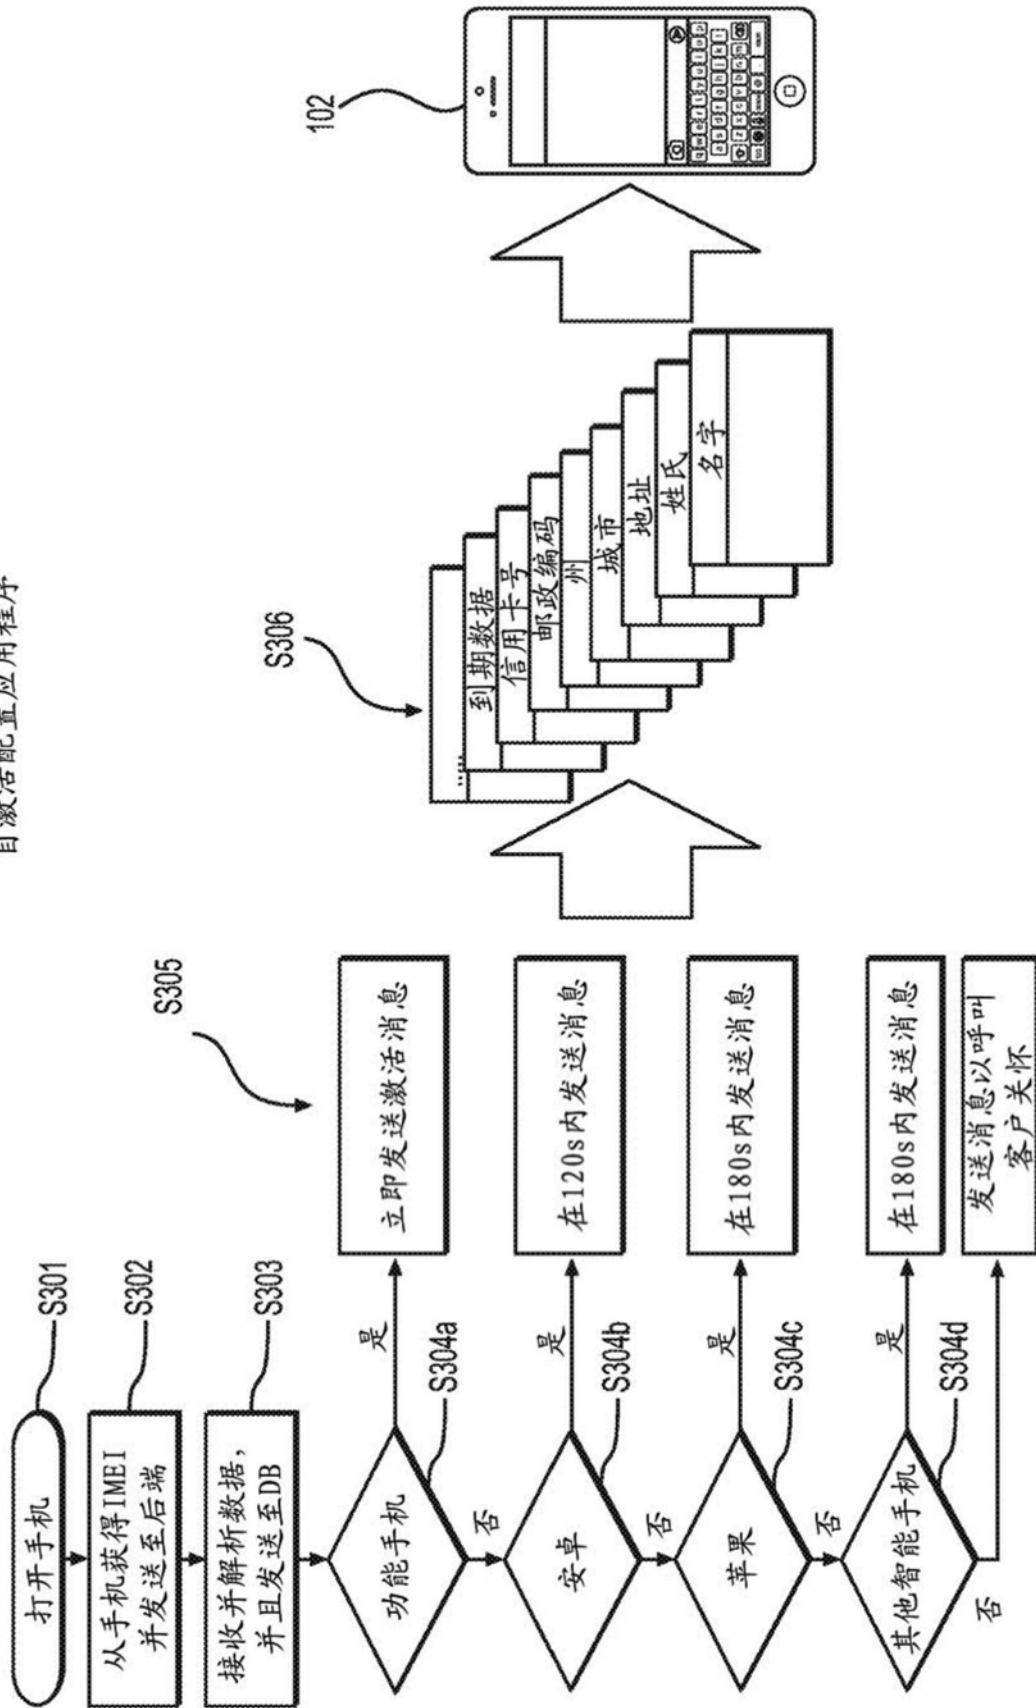 自激活配置应用程序
打开手机
S301
从手机获得IMEI
并发送至后端
S302
接收并解析数据，
并且发送至DB
S303
功能手机
S304a
是
否
安卓
S304b
是
否
苹果
S304c
是
否
其他智能手机
S304d
是
否
S305
立即发送激活消息
在120s内发送消息
在180s内发送消息
在180s内发送消息
发送消息以呼叫
客户关怀
S306
....
到期数据
信用卡号
邮政编码
州
城市
地址
姓氏
名字
102